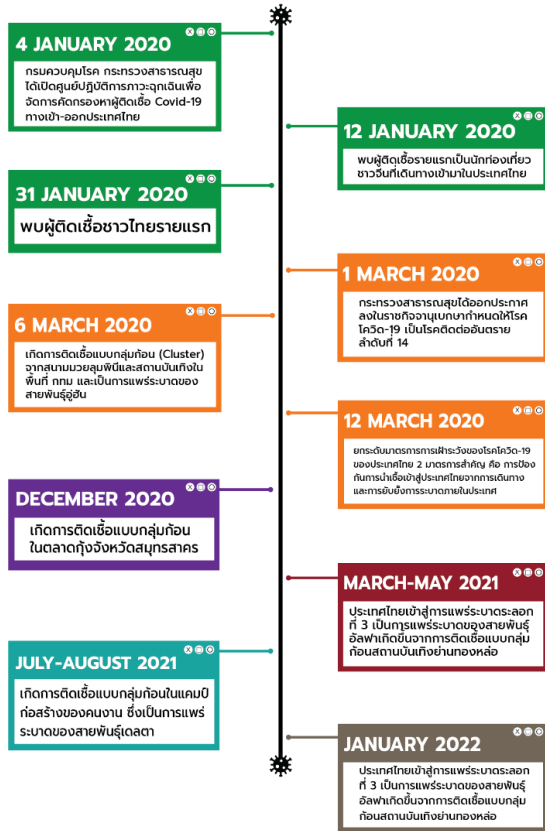 4 JANUARY 2020
กรมควบคุมโรค กระทรวงสาธารณสุข
ได้เปิดศูนย์ปฏิบัติการภาวะฉุกเฉินเพื่อ
จัดการคัดกรองหาผู้ติดเชื้อ Covid-19
ทางเข้า-ออกประเทศไทย
12 JANUARY 2020
พบผู้ติดเชื้อรายแรกเป็นนักท่องเที่ยว
ชาวจีนที่เดินทางเข้ามาในประเทศไทย
31 JANUARY 2020
พบผู้ติดเชื้อชาวไทยรายแรก
1 MARCH 2020
กระทรวงสาธารณสุขได้ออกประกาศ
ลงในราชกิจจานุเบกษากำหนดให้โรค
โควิด-19 เป็นโรคติดต่ออันตราย
ลำดับที่ 14
6 MARCH 2020
เกิดการติดเชื้อแบบกลุ่มก้อน (Cluster)
จากสนามมวยลุมพินีและสถานบันเทิงใน
พื้นที่ กทม และเป็นการแพร่ระบาดของ
สายพันธุ์อู่ฮั่น
12 MARCH 2020
ยกระดับมาตรการการเฝ้าระวังของโรคโควิด-19
ของประเทศไทย 2 มาตรการสำคัญ คือ การป้อง
กันการนำเชื้อเข้าสู่ประเทศไทยจากการเดินทาง
และการยับยั้งการระบาดภายในประเทศ
DECEMBER 2020
เกิดการติดเชื้อแบบกลุ่มก้อน
ในตลาดกุ้งจังหวัดสมุทรสาคร
MARCH-MAY 2021
ประเทศไทยเข้าสู่การแพร่ระบาดระลอก
ที่ 3 เป็นการแพร่ระบาดของสายพันธุ์
อัลฟาเกิดขึ้นจากการติดเชื้อแบบกลุ่ม
ก้อนสถานบันเทิงย่านทองหล่อ
JULY-AUGUST 2021
เกิดการติดเชื้อแบบกลุ่มก้อนในแคมป์
ก่อสร้างของคนงาน ซึ่งเป็นการแพร่
ระบาดของสายพันธุ์เดลตา
JANUARY 2022
ประเทศไทยเข้าสู่การแพร่ระบาดระลอก
ที่ 3 เป็นการแพร่ระบาดของสายพันธุ์
อัลฟาเกิดขึ้นจากการติดเชื้อแบบกลุ่ม
ก้อนสถานบันเทิงย่านทองหล่อ